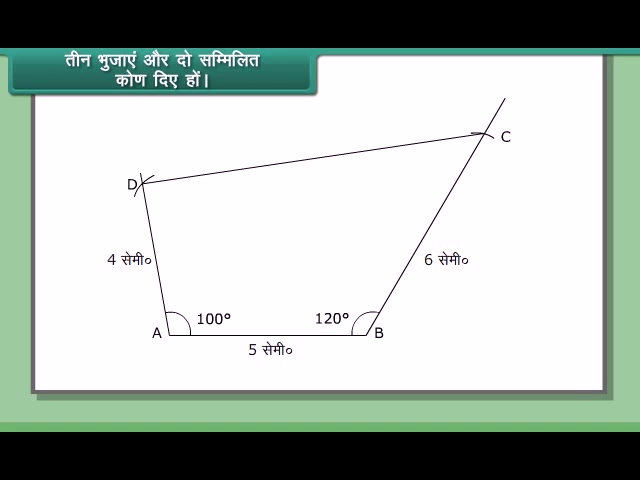 तीन भुजाएं और दो सम्मिलित
कोण दिए हों।
C
D
4 सेमी०
6 सेमी०
100°
120°
A
B
5 सेमी०